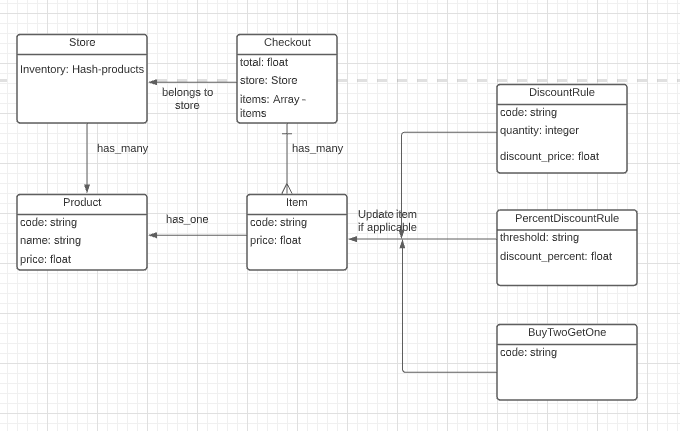 Store
Inventory: Hash-products
Checkout
total: float
store: Store
items: Array -
items
belongs to
store
has_many
has_many
DiscountRule
code: string
quantity: integer
discount_price: float
Product
code: string
name: string
price: float
has_one
Item
code: string
price: float
Update item
if applicable
PercentDiscountRule
threshold: string
discount_percent: float
BuyTwoGetOne
code: string